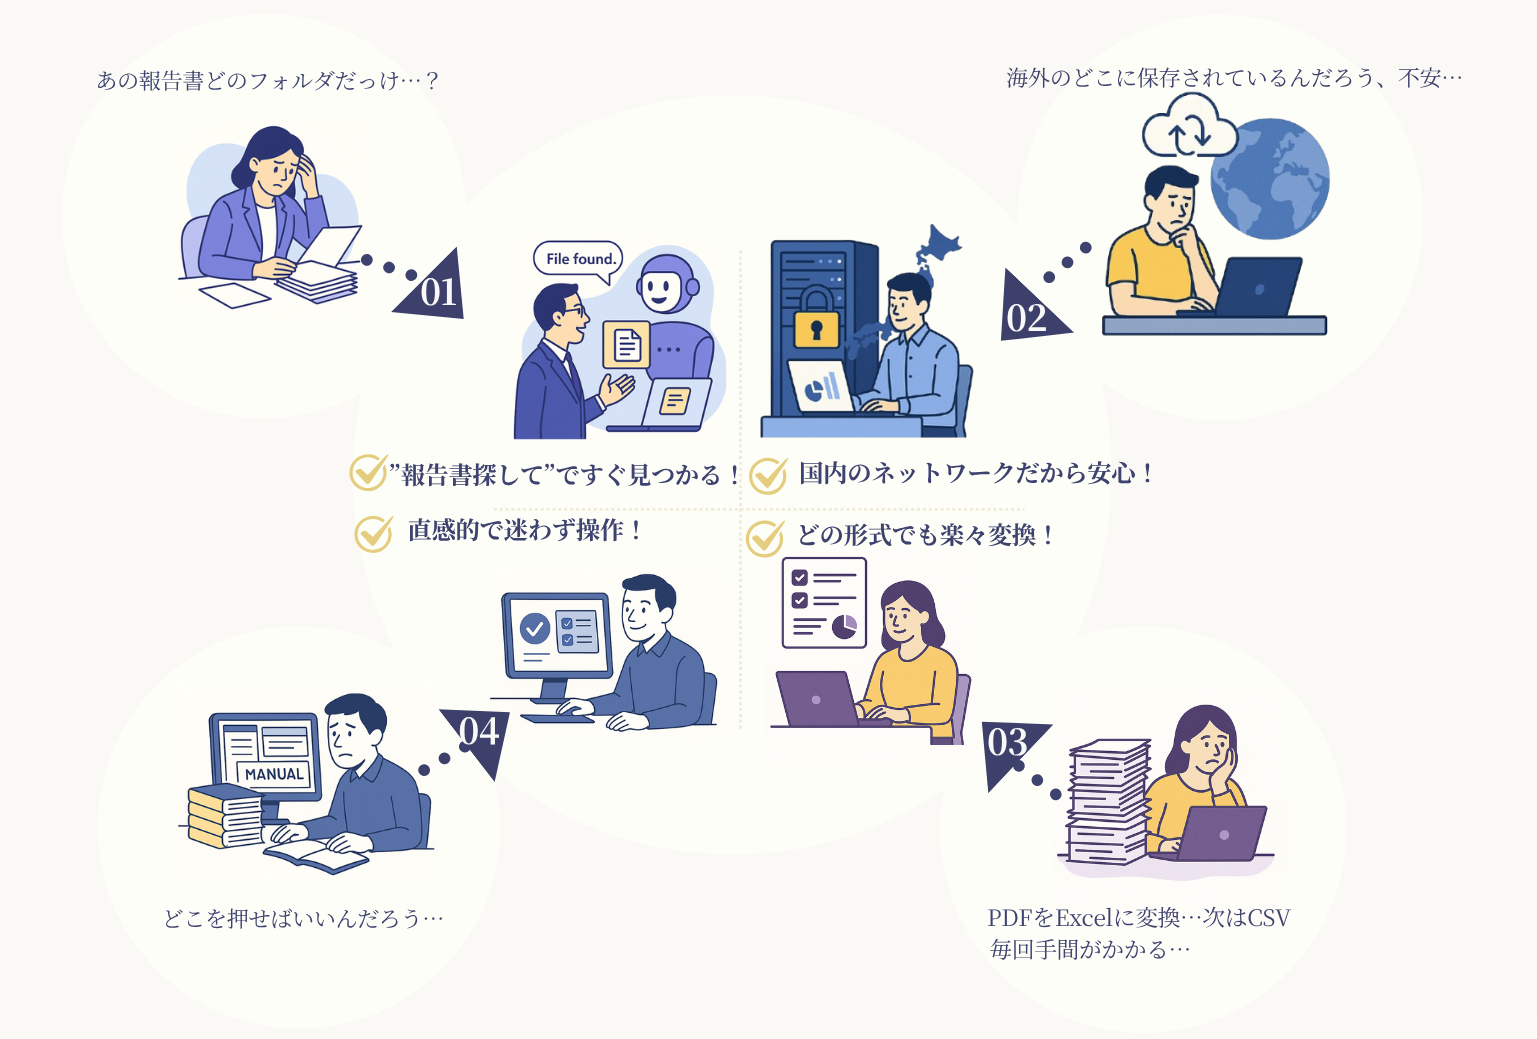 あの報告書どのフォルダだっけ…？
海外のどこに保存されているんだろう、不安…
File found.
01
02
”報告書探して”ですぐ見つかる！
国内のネットワークだから安心！
直感的で迷わず操作！
どの形式でも楽々変換！
04
03
MANUAL
どこを押せばいいんだろう…
PDFをExcelに変換…次はCSV
毎回手間がかかる…